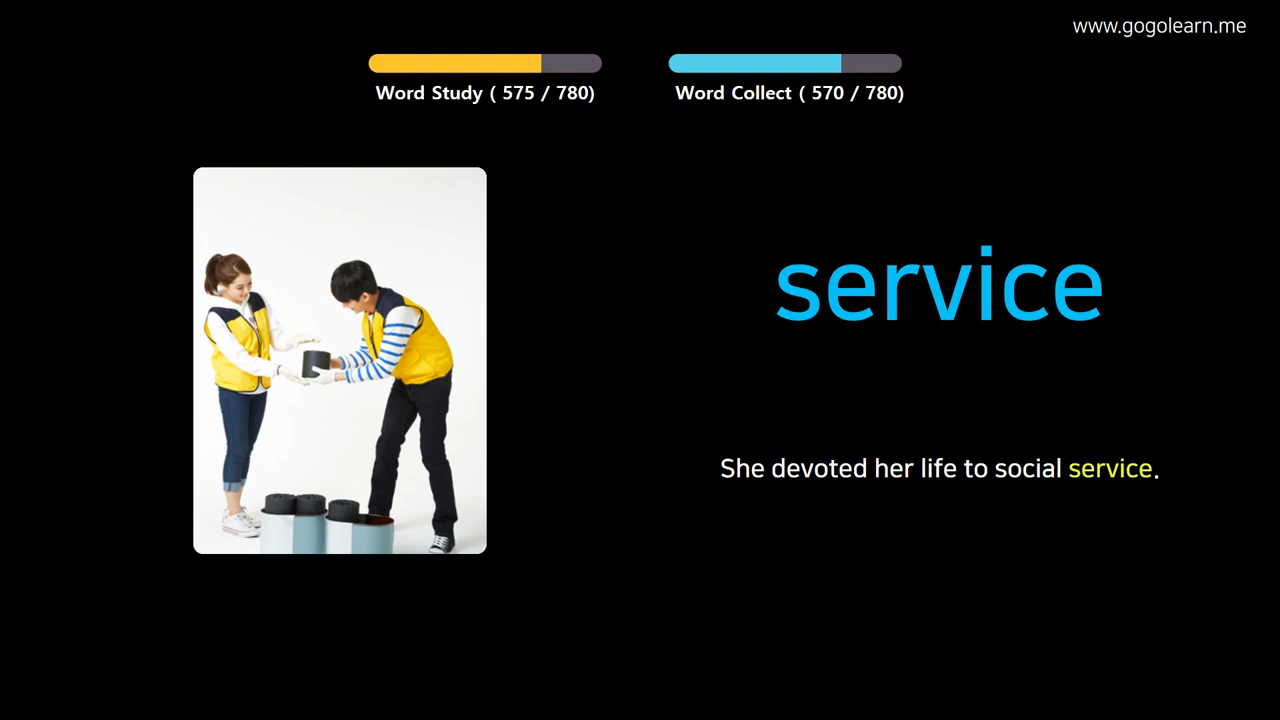 www.gogolearn.me
Word Study ( 575 / 780)
Word Collect ( 570 / 780)
service
She devoted her life to social service.